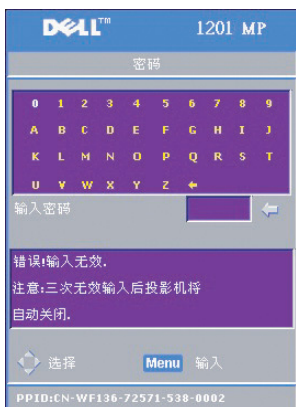 DELL™ 1201 MP
密码
0 1 2 3 4 5 6 7 8 9
A B C D E F G H I J
K L M N O P Q R S T
U V W X Y Z ←
输入密码
错误!输入无效.
注意:三次无效输入后投影机将
自动关闭.
选择 Menu 输入
PPID:CN-WF136-72571-538-0002